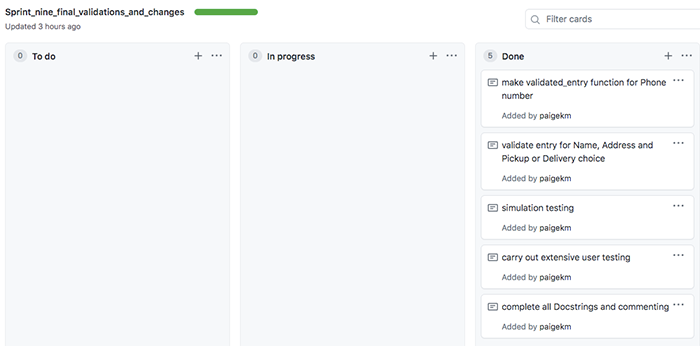 Sprint_nine_final_validations_and_changes
Updated 3 hours ago
Filter cards
0 To do
0 In progress
5 Done
make validated_entry function for Phone
number
Added by paigekm
validate entry for Name, Address and
Pickup or Delivery choice
Added by paigekm
simulation testing
Added by paigekm
carry out extensive user testing
Added by paigekm
complete all Docstrings and commenting
Added by paigekm